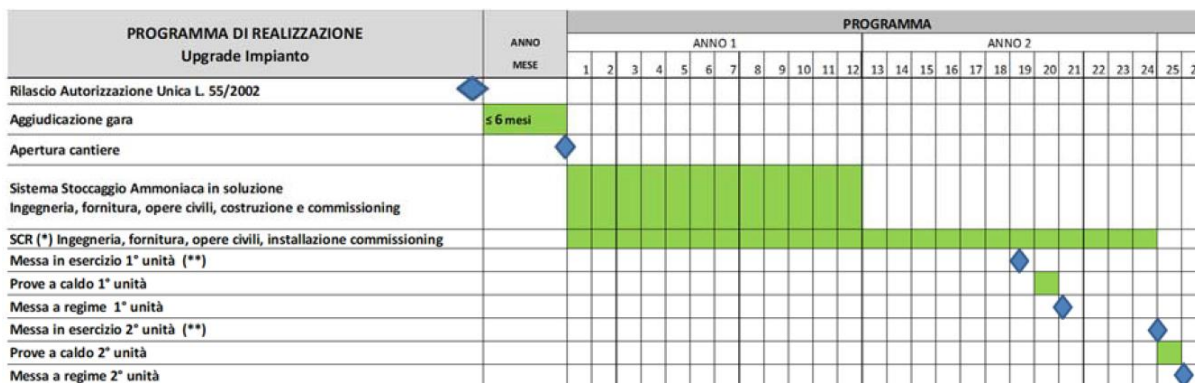 PROGRAMMA DI REALIZZAZIONE
Upgrade Impianto
ANNO
MESE
PROGRAMMA
ANNO 1
ANNO 2
1 2 3 4 5 6 7 8 9 10 11 12 13 14 15 16 17 18 19 20 21 22 23 24 25 2
Rilascio Autorizzazione Unica L. 55/2002
Aggiudicazione gara
≤ 6 mesi
Apertura cantiere
Sistema Stoccaggio Ammoniaca in soluzione
Ingegneria, fornitura, opere civili, costruzione e commissioning
SCR (*) Ingegneria, fornitura, opere civili, installazione commissioning
Messa in esercizio 1° unità (**)
Prove a caldo 1° unità
Messa a regime 1° unità
Messa in esercizio 2° unità (**)
Prove a caldo 2° unità
Messa a regime 2° unità